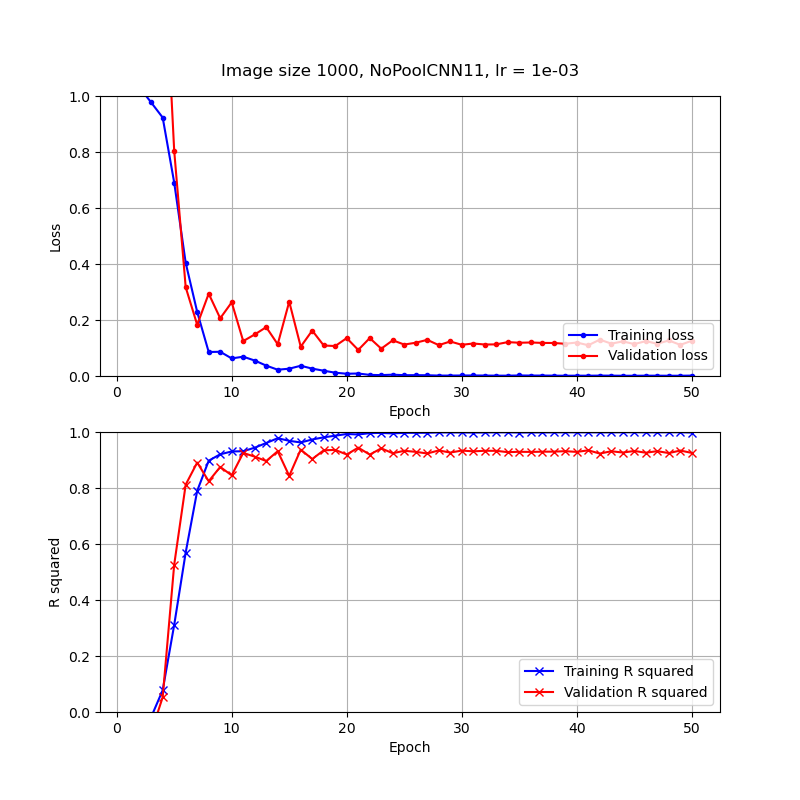 Image size 1000, NoPoolCNN11, lr = 1e-03
1.0
0.8
0.6
0.4
0.2
0.0
Loss
Training loss
Validation loss
0 10 20 30 40 50
Epoch
1.0
0.8
0.6
0.4
0.2
0.0
R squared
Training R squared
Validation R squared
0 10 20 30 40 50
Epoch